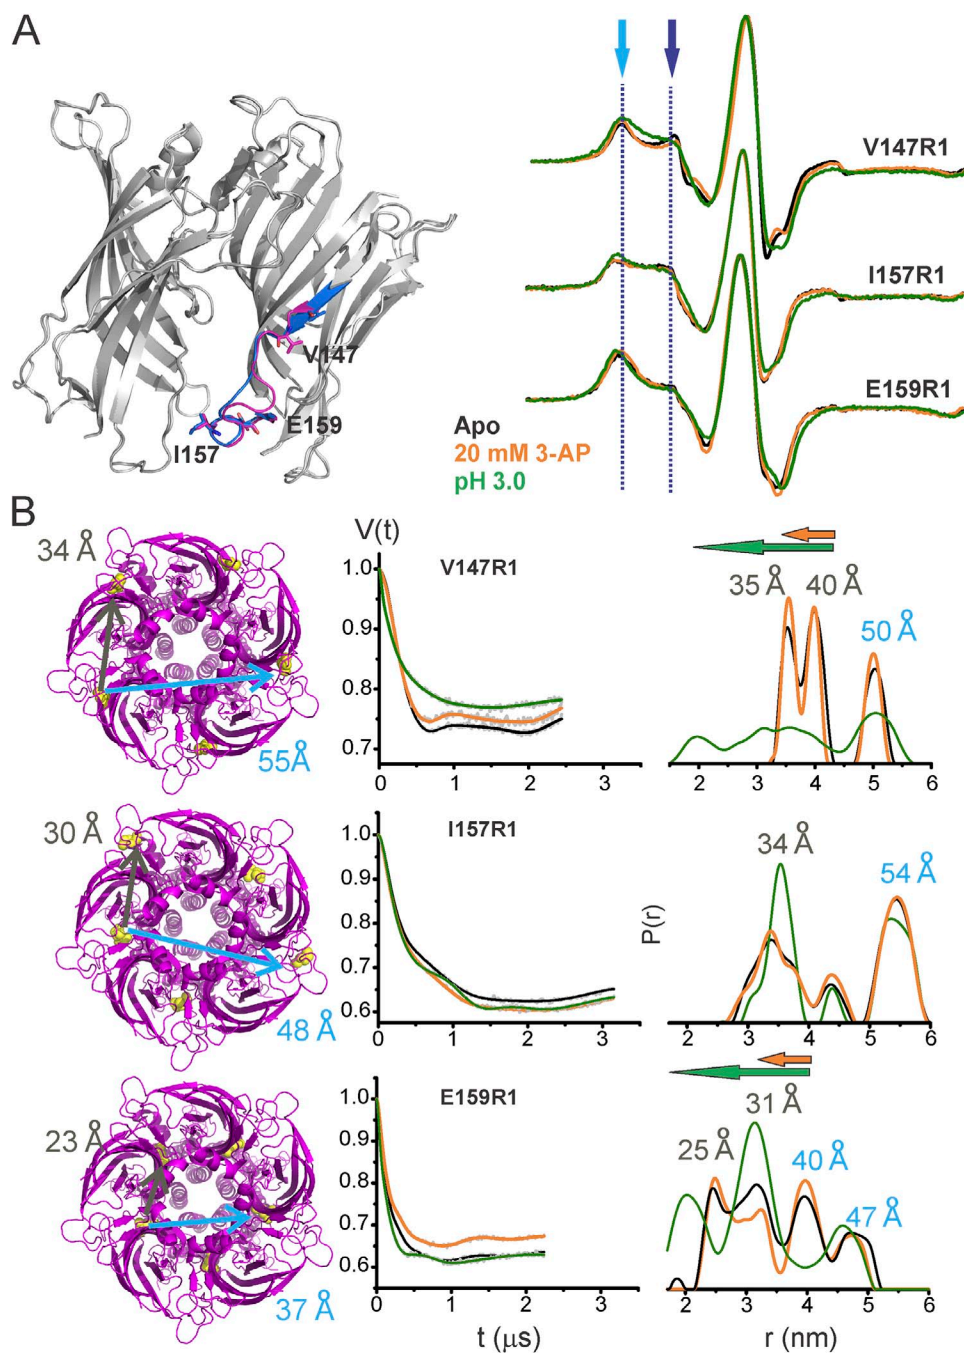 A
V147
E159
I157
V147R1
I157R1
E159R1
Apo
20 mM 3-AP
pH 3.0
B
34 Å
55Å
V(t)
V147R1
1.0
0.9
0.8
0.7
0 1 2 3
35 Å 40 Å
50 Å
2 3 4 5 6
30 Å
48 Å
I157R1
1.0
0.9
0.8
0.7
0.6
0 1 2 3
P(r)
34 Å
54 Å
2 3 4 5 6
23 Å
37 Å
E159R1
1.0
0.9
0.8
0.7
0.6
0 1 2 3
t (μs)
31 Å
25 Å
40 Å
47 Å
2 3 4 5 6
r (nm)